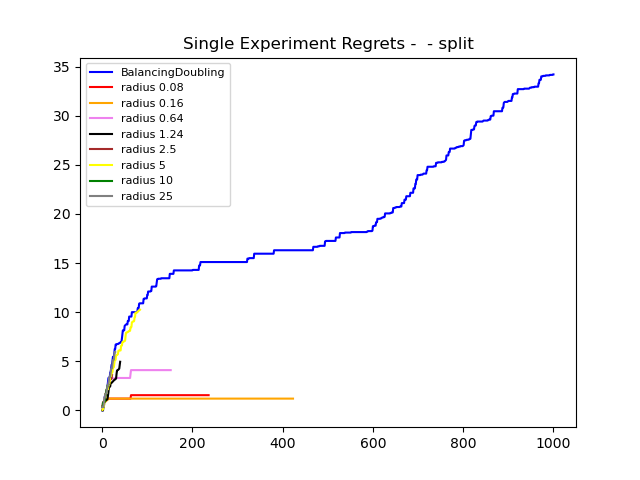 Single Experiment Regrets -  - split
35
30
25
20
15
10
5
0
BalancingDoubling
radius 0.08
radius 0.16
radius 0.64
radius 1.24
radius 2.5
radius 5
radius 10
radius 25
0 200 400 600 800 1000